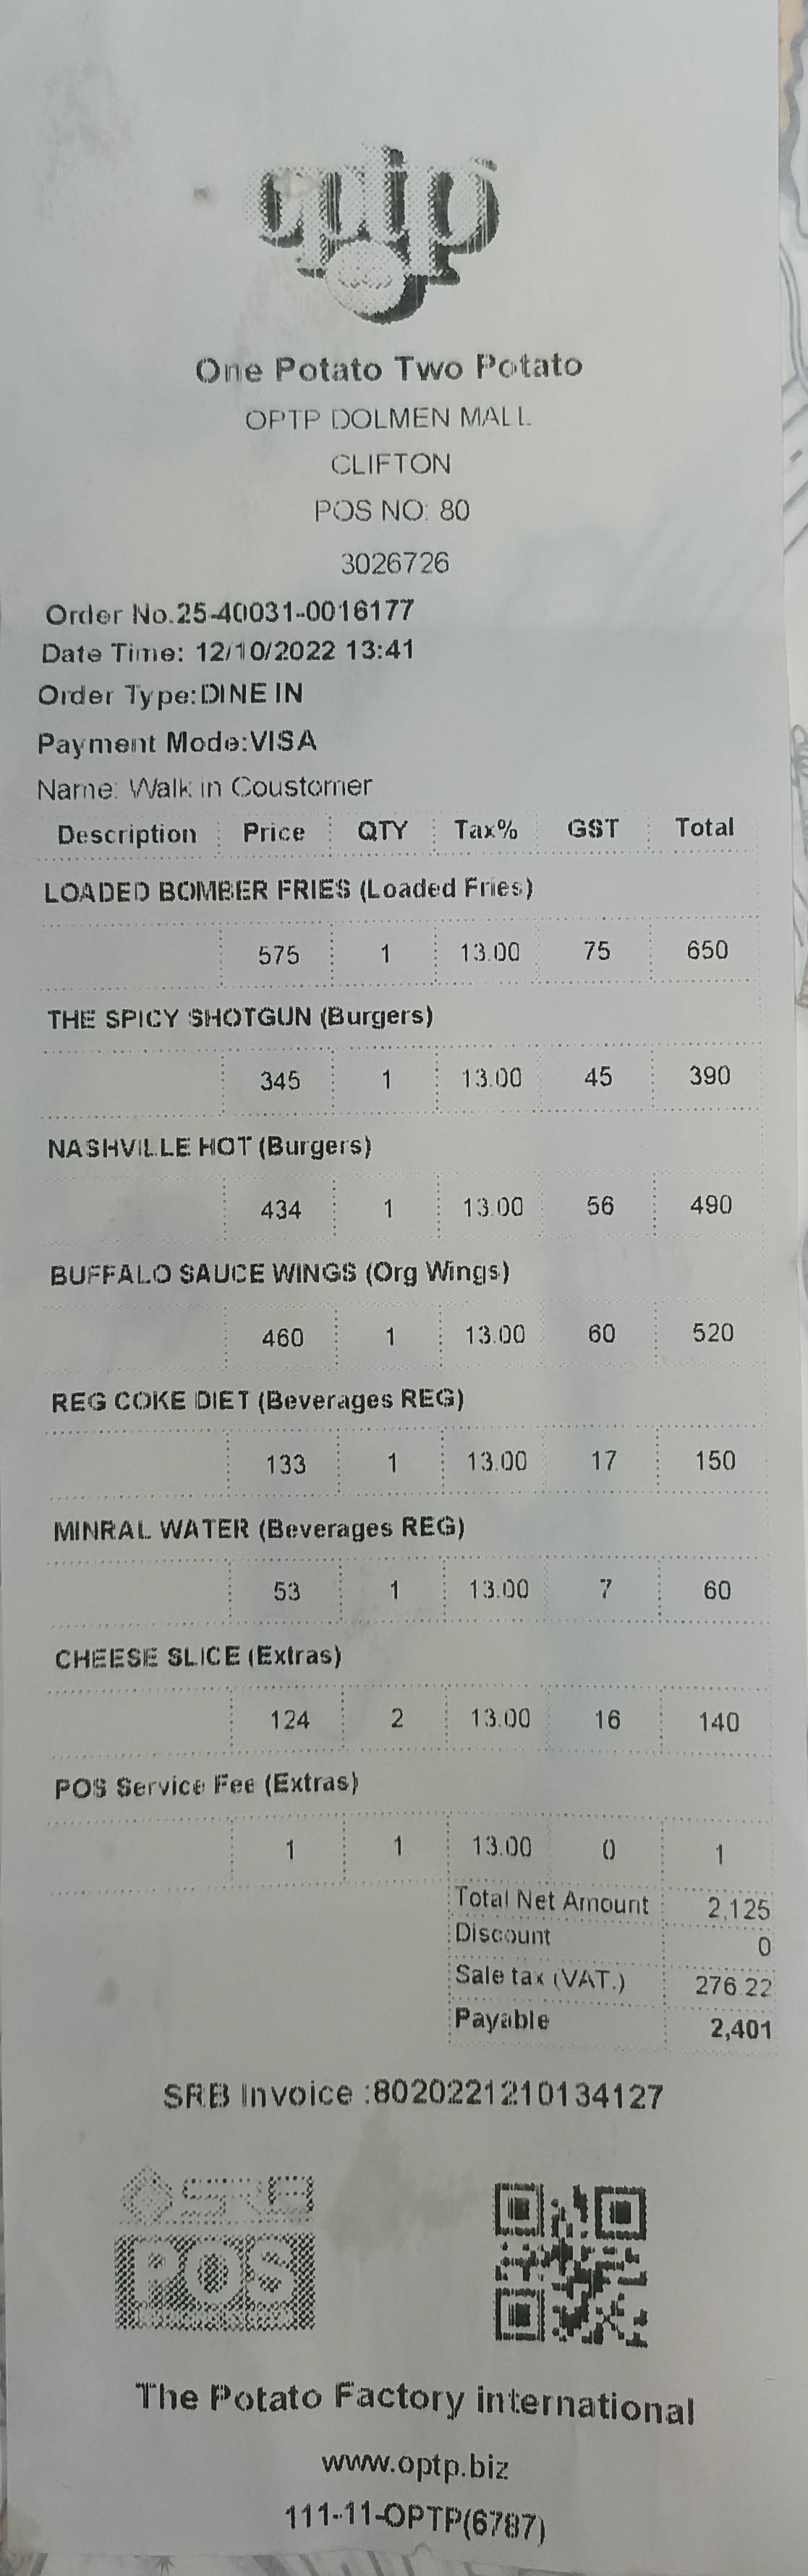 optp
One Potato Two Potato
OPTP DOLMEN MALL
CLIFTON
POS NO: 80
3026726
Order No.25-40031-0016177
Date Time: 12/10/2022 13:41
Order Type:DINE IN
Payment Mode:VISA
Name: Walk in Coustomer
Description Price QTY Tax% GST Total
LOADED BOMBER FRIES (Loaded Fries)
575 1 13.00 75 650
THE SPICY SHOTGUN (Burgers)
345 1 13.00 45 390
NASHVILLE HOT (Burgers)
434 1 13.00 56 490
BUFFALO SAUCE WINGS (Org Wings)
460 1 13.00 60 520
REG COKE DIET (Beverages REG)
133 1 13.00 17 150
MINRAL WATER (Beverages REG)
53 1 13.00 7 60
CHEESE SLICE (Extras)
124 2 13.00 16 140
POS Service Fee (Extras)
1 1 13.00 0 1
Total Net Amount 2,125
Discount 0
Sale tax (VAT.) 276.22
Payable 2,401
SRB Invoice :8020221210134127
SRB
POS
The Potato Factory international
www.optp.biz
111-11-OPTP(6787)